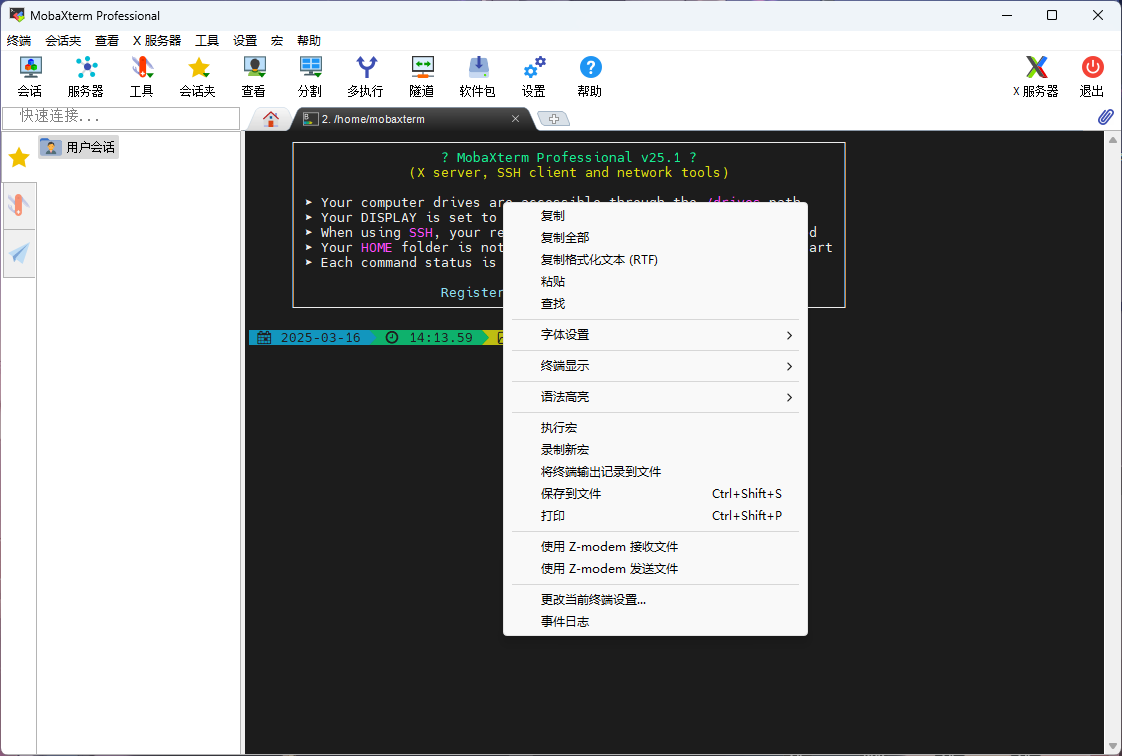 MobaXterm Professional
终端 会话夹 查看 X 服务器 工具 设置 宏 帮助
会话 服务器 工具 会话夹 查看 分割 多执行 隧道 软件包 设置 帮助 X 服务器 退出
快速连接...
2. /home/mobaxterm
用户会话
? MobaXterm Professional v25.1 ?
(X server, SSH client and network tools)
➤ Your computer drives are accessible through the /drives path
➤ Your DISPLAY is set to
➤ When using SSH, your re d
➤ Your HOME folder is not art
➤ Each command status is
Register
2025-03-16 14:13.59
复制
复制全部
复制格式化文本 (RTF)
粘贴
查找
字体设置
终端显示
语法高亮
执行宏
录制新宏
将终端输出记录到文件
保存到文件 Ctrl+Shift+S
打印 Ctrl+Shift+P
使用 Z-modem 接收文件
使用 Z-modem 发送文件
更改当前终端设置...
事件日志